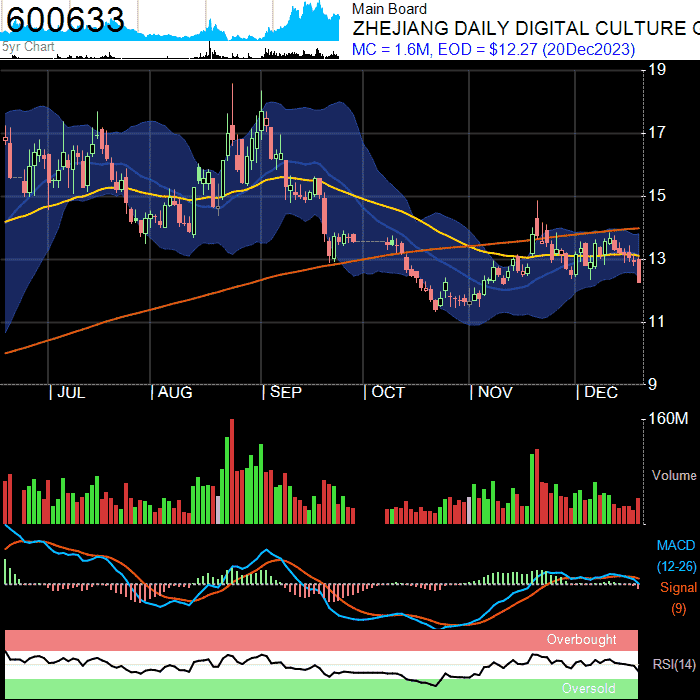 600633
5yr Chart
Main Board
ZHEJIANG DAILY DIGITAL CULTURE
MC = 1.6M, EOD = $12.27 (20Dec2023)
19
17
15
13
11
9
| JUL | AUG | SEP | OCT | NOV | DEC
160M
Volume
MACD
(12-26)
Signal
(9)
Overbought
RSI(14)
Oversold